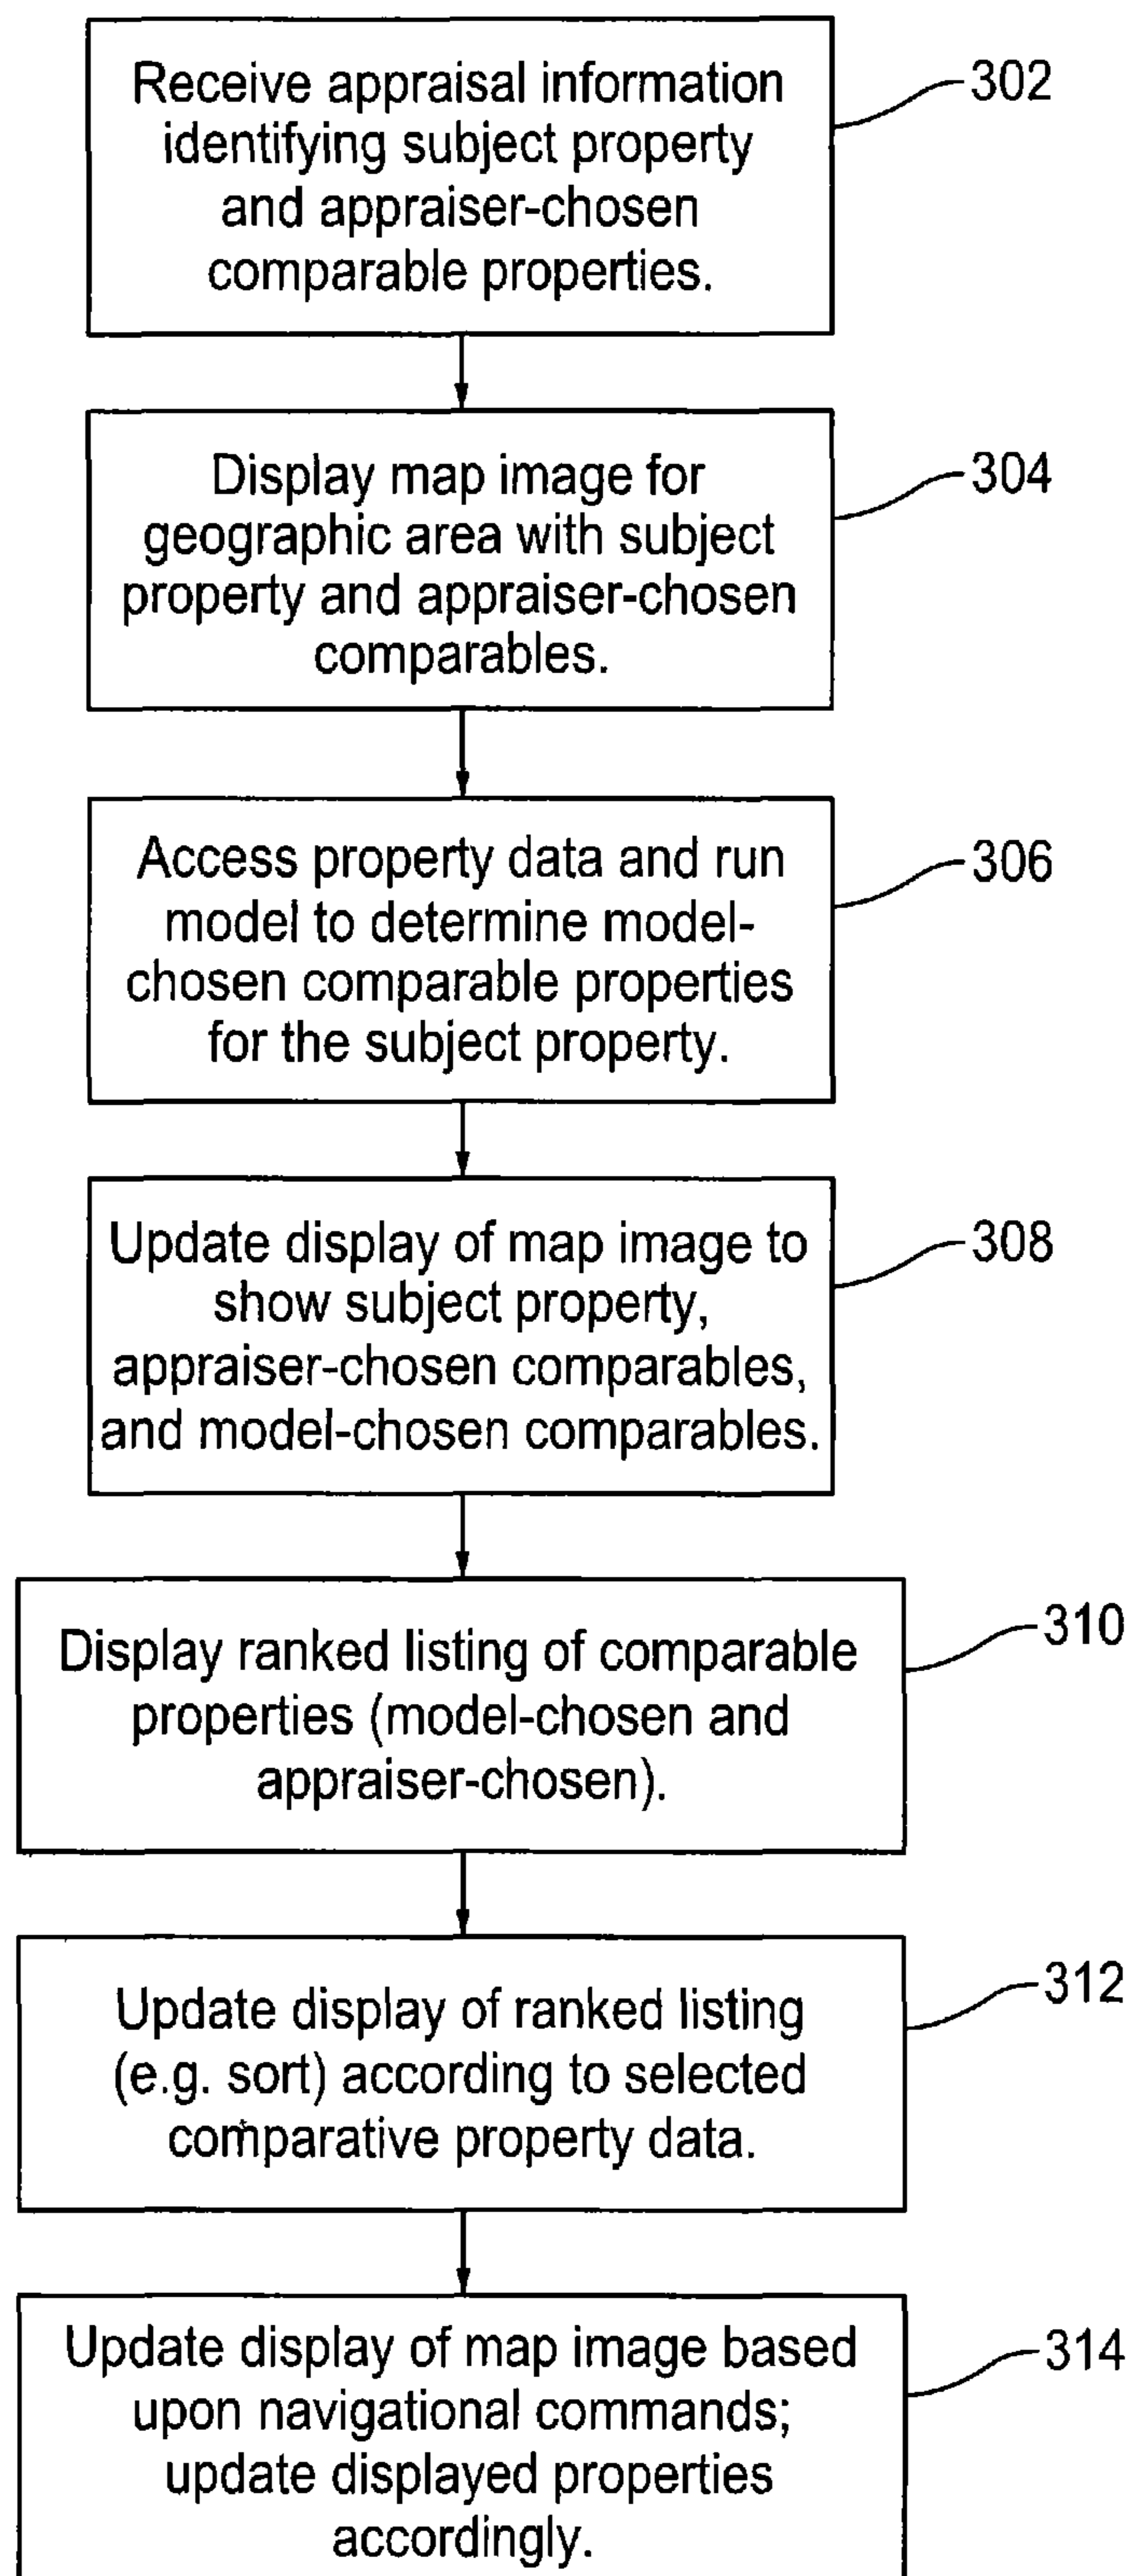 Receive appraisal information
identifying subject property
and appraiser-chosen
comparable properties.
302
Display map image for
geographic area with subject
property and appraiser-chosen
comparables.
304
Access property data and run
model to determine model-
chosen comparable properties
for the subject property.
306
Update display of map image to
show subject property,
appraiser-chosen comparables,
and model-chosen comparables.
308
Display ranked listing of comparable
properties (model-chosen and
appraiser-chosen).
310
Update display of ranked listing
(e.g. sort) according to selected
comparative property data.
312
Update display of map image based
upon navigational commands;
update displayed properties
accordingly.
314